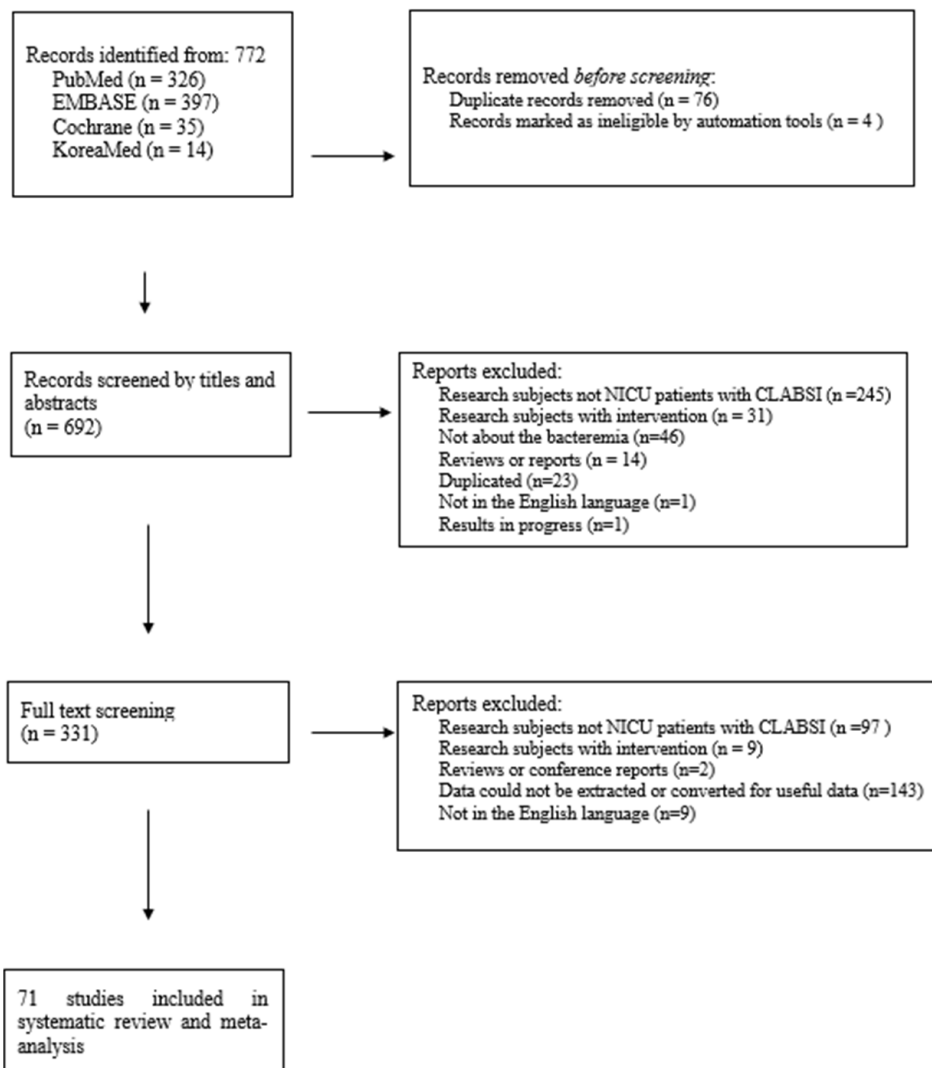 Records identified from: 772
PubMed (n = 326)
EMBASE (n = 397)
Cochrane (n = 35)
KoreaMed (n = 14)
Records removed before screening:
Duplicate records removed (n = 76)
Records marked as ineligible by automation tools (n = 4 )
Records screened by titles and
abstracts
(n = 692)
Reports excluded:
Research subjects not NICU patients with CLABSI (n =245)
Research subjects with intervention (n = 31)
Not about the bacteremia (n=46)
Reviews or reports (n = 14)
Duplicated (n=23)
Not in the English language (n=1)
Results in progress (n=1)
Full text screening
(n = 331)
Reports excluded:
Research subjects not NICU patients with CLABSI (n =97 )
Research subjects with intervention (n = 9)
Reviews or conference reports (n=2)
Data could not be extracted or converted for useful data (n=143)
Not in the English language (n=9)
71 studies included in
systematic review and meta-
analysis